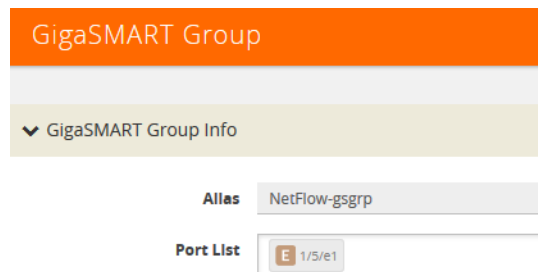 GigaSMART Group
GigaSMART Group Info
Alias NetFlow-gsgrp
Port List E 1/5/e1